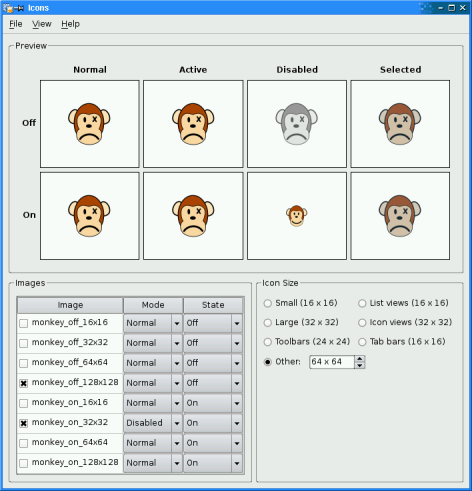 Icons
File View Help
Preview
Normal Active Disabled Selected
Off
On
Images
Image Mode State
monkey_off_16x16 Normal Off
monkey_off_32x32 Normal Off
monkey_off_64x64 Normal Off
monkey_off_128x128 Normal Off
monkey_on_16x16 Normal On
monkey_on_32x32 Disabled On
monkey_on_64x64 Normal On
monkey_on_128x128 Normal On
Icon Size
Small (16 x 16) List views (16 x 16)
Large (32 x 32) Icon views (32 x 32)
Toolbars (24 x 24) Tab bars (16 x 16)
Other: 64 x 64